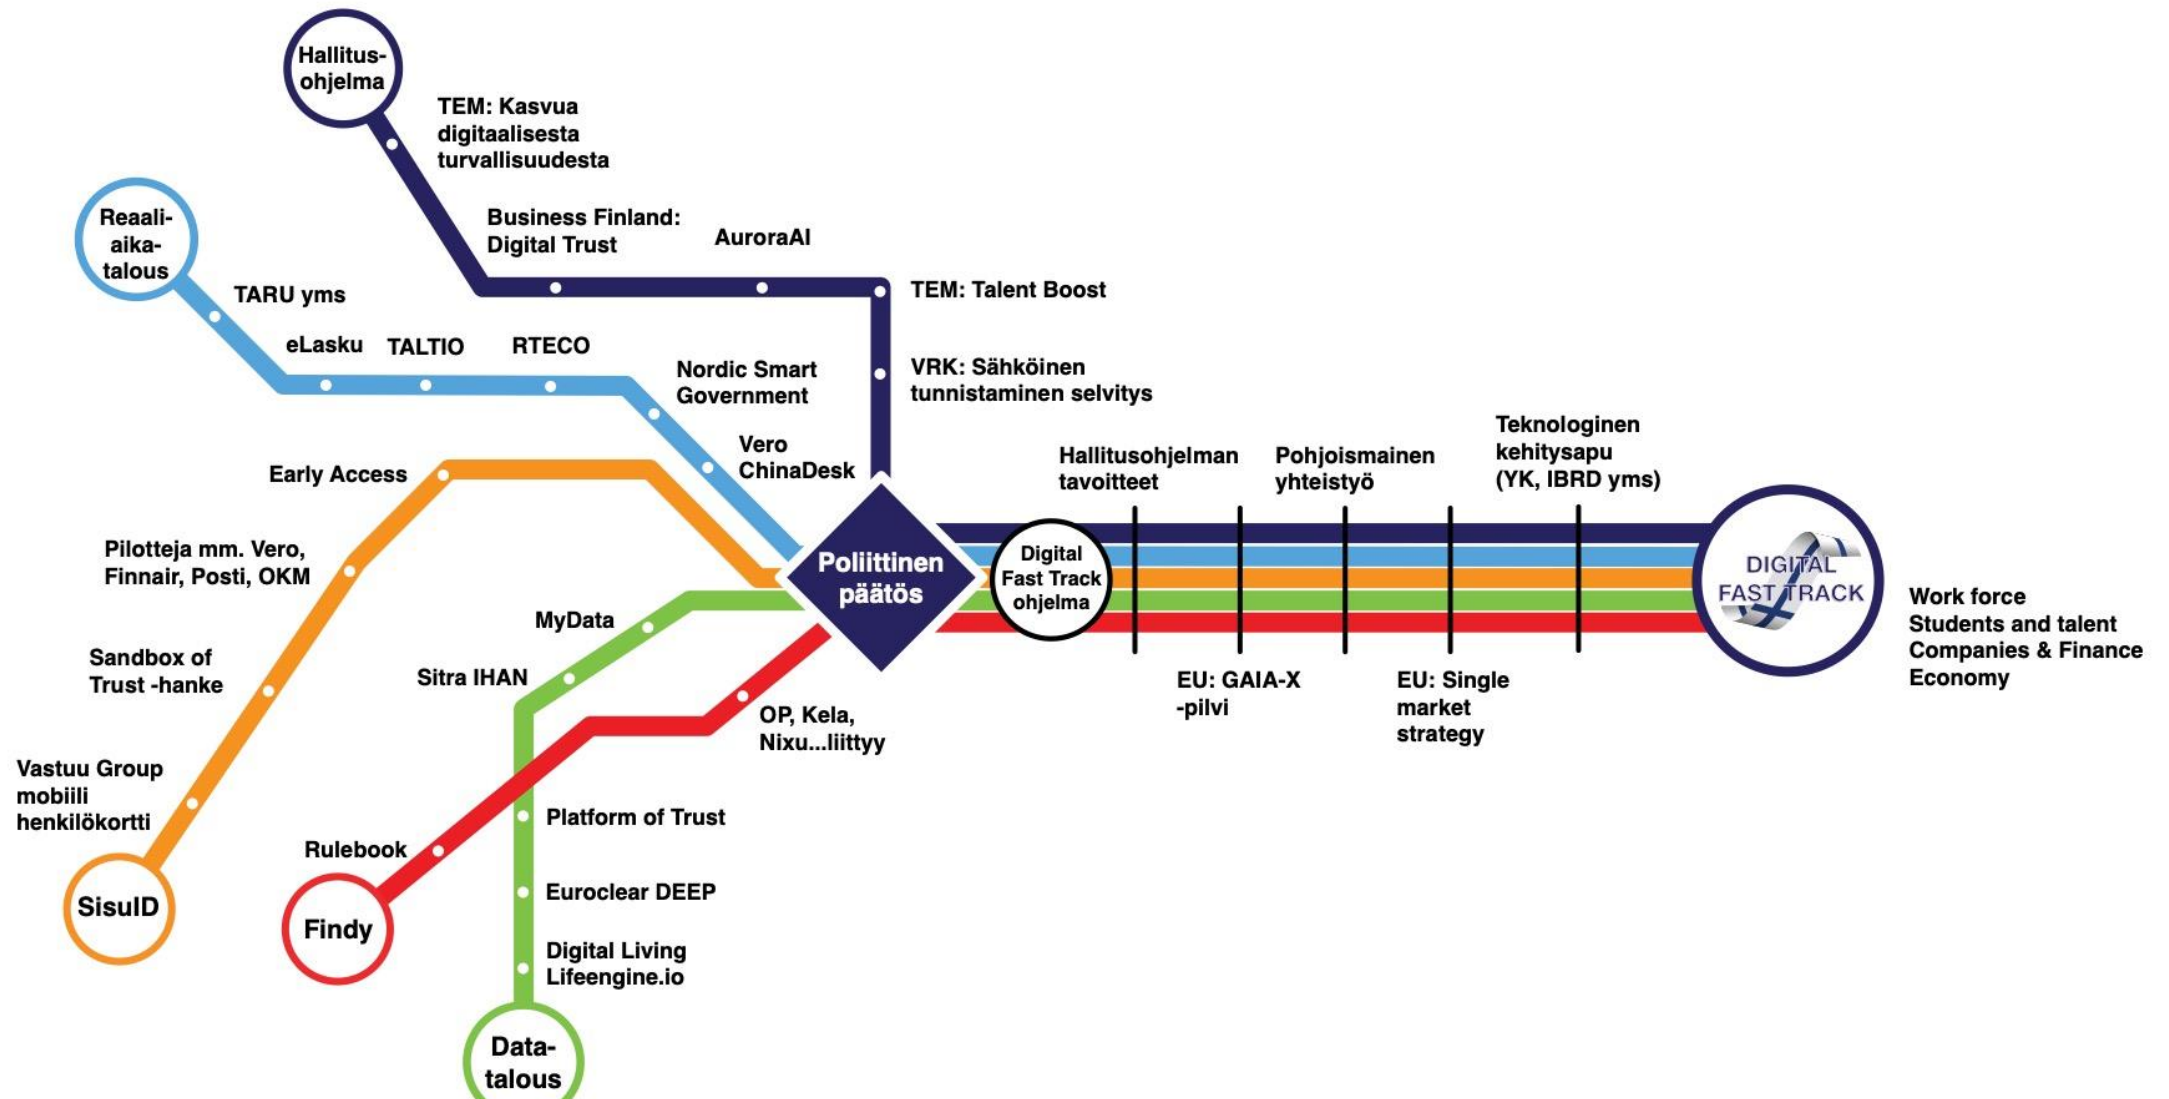 Hallitus-
ohjelma
TEM: Kasvua
digitaalisesta
turvallisuudesta
Reaali-
aika-
talous
Business Finland:
Digital Trust
AuroraAI
TARU yms
TEM: Talent Boost
eLasku
TALTIO
RTECO
Nordic Smart
Government
VRK: Sähköinen
tunnistaminen selvitys
Vero
ChinaDesk
Early Access
Hallitusohjelman
tavoitteet
Pohjoismainen
yhteistyö
Teknologinen
kehitysapu
(YK, IBRD yms)
Pilotteja mm. Vero,
Finnair, Posti, OKM
Poliittinen
päätös
Digital
Fast Track
ohjelma
DIGITAL
FAST TRACK
Work force
Students and talent
Companies & Finance
Economy
MyData
Sitra IHAN
Sandbox of
Trust -hanke
EU: GAIA-X
-pilvi
EU: Single
market
strategy
OP, Kela,
Nixu...liittyy
Vastuu Group
mobiili
henkilökortti
Platform of Trust
Rulebook
SisuID
Findy
Euroclear DEEP
Digital Living
Lifeengine.io
Data-
talous